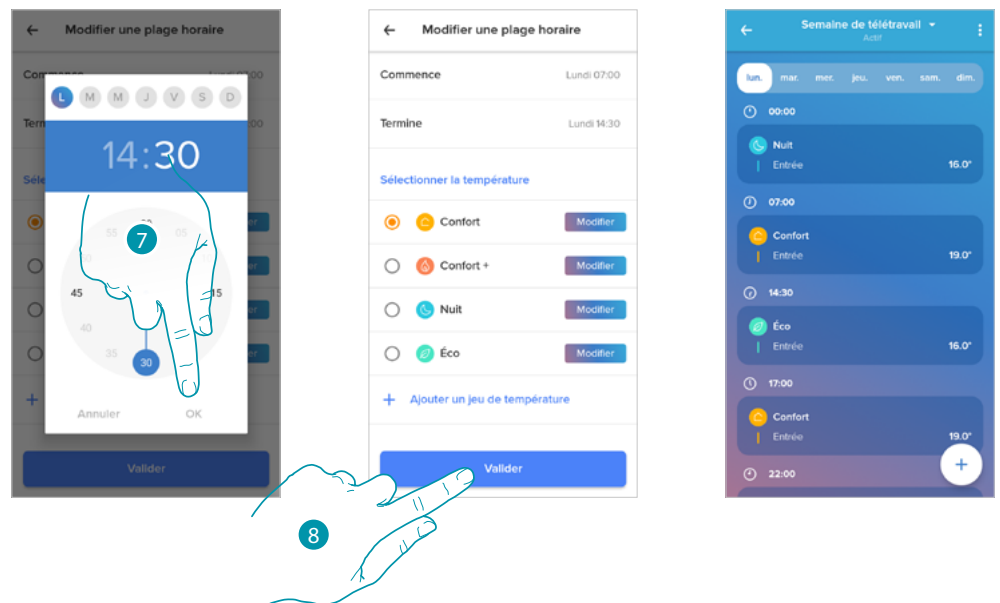 Modifier une plage horaire
Commence
Lundi 07:00
L M M J V S D
14:30
55
05
45
15
40
35
30
Annuler
OK
Valider
7
Modifier une plage horaire
Commence
Lundi 07:00
Termine
Lundi 14:30
Sélectionner la température
Confort
Modifier
Confort +
Modifier
Nuit
Modifier
Éco
Modifier
+ Ajouter un jeu de température
Valider
8
Semaine de télétravail
Actif
lun. mar. mer. jeu. ven. sam. dim.
00:00
Nuit
Entrée
16.0°
07:00
Confort
Entrée
19.0°
14:30
Éco
Entrée
16.0°
17:00
Confort
Entrée
19.0°
22:00
+